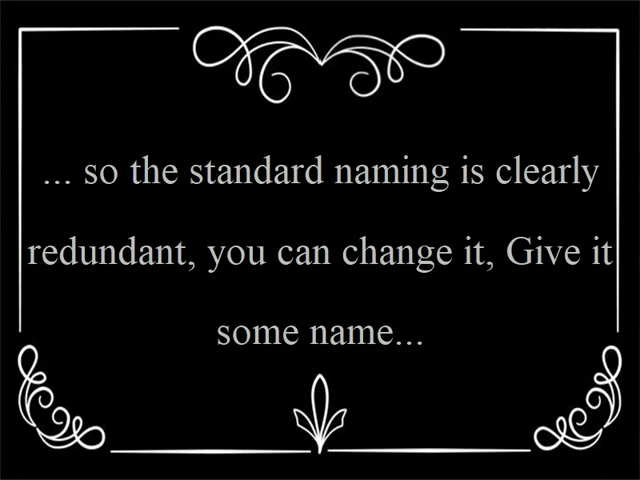 ... so the standard naming is clearly
redundant, you can change it, Give it
some name...